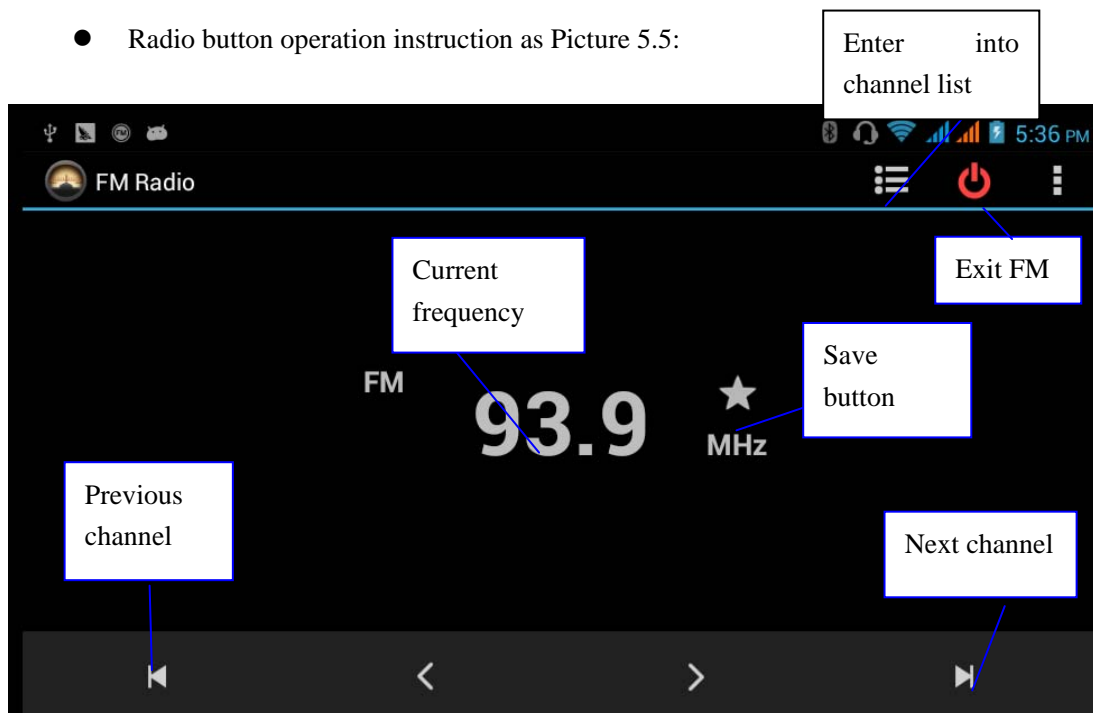 ● Radio button operation instruction as Picture 5.5:
Enter into
channel list
5:36 PM
FM Radio
Exit FM
Current
frequency
Save
button
FM
93.9
MHz
Previous
channel
Next channel